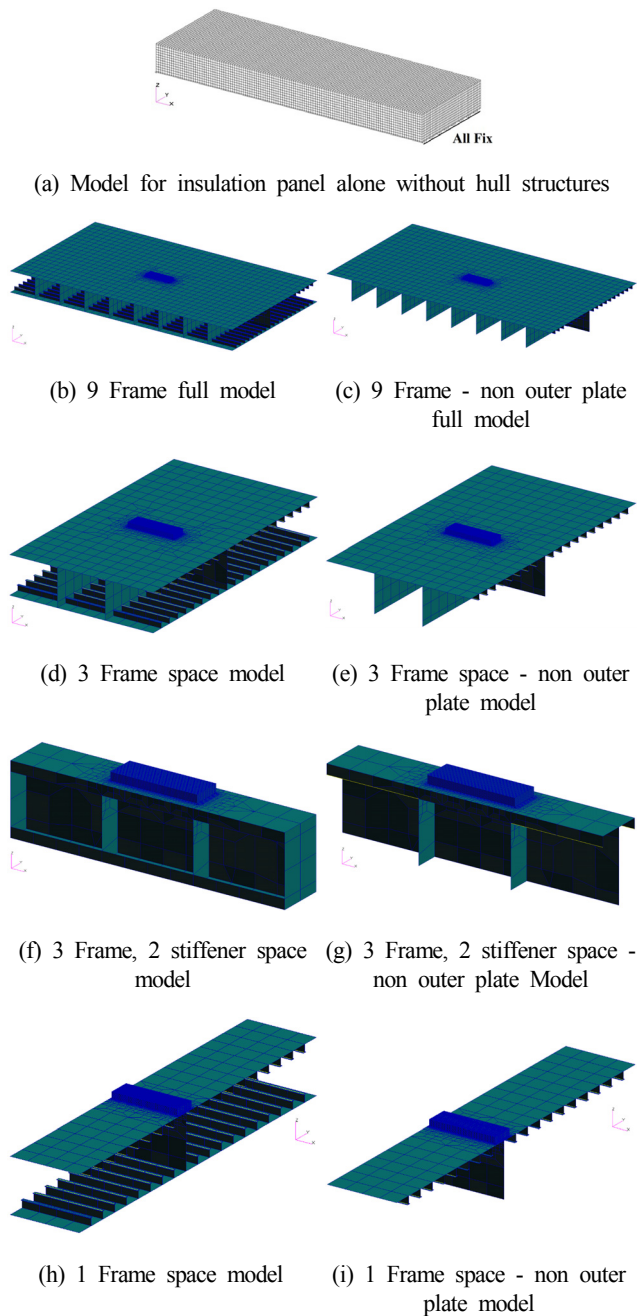 Z
Y
X
All Fix
(a) Model for insulation panel alone without hull structures
(b) 9 Frame full model
(c) 9 Frame - non outer plate
full model
(d) 3 Frame space model
(e) 3 Frame space - non outer
plate model
(f) 3 Frame, 2 stiffener space
model
(g) 3 Frame, 2 stiffener space -
non outer plate Model
(h) 1 Frame space model
(i) 1 Frame space - non outer
plate model